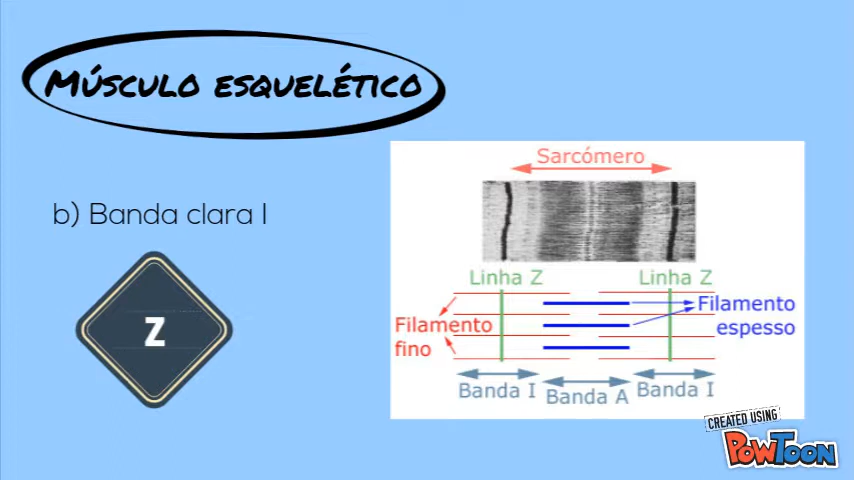 Músculo esquelético
b) Banda clara I
Z
Sarcómero
Linha Z
Linha Z
Filamento
fino
Filamento
espesso
Banda I
Banda A
Banda I
CREATED USING
POWTOON